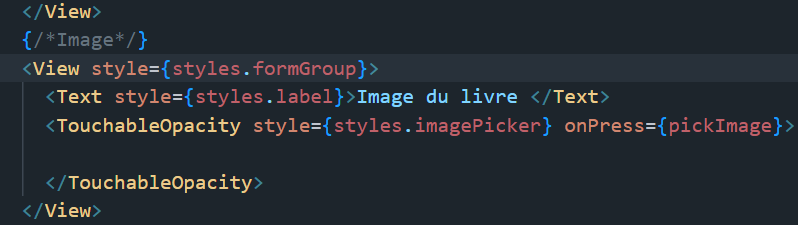 </View>
{/*Image*/}
<View style={styles.formGroup}>
<Text style={styles.label}>Image du livre </Text>
<TouchableOpacity style={styles.imagePicker} onPress={pickImage}>
</TouchableOpacity>
</View>